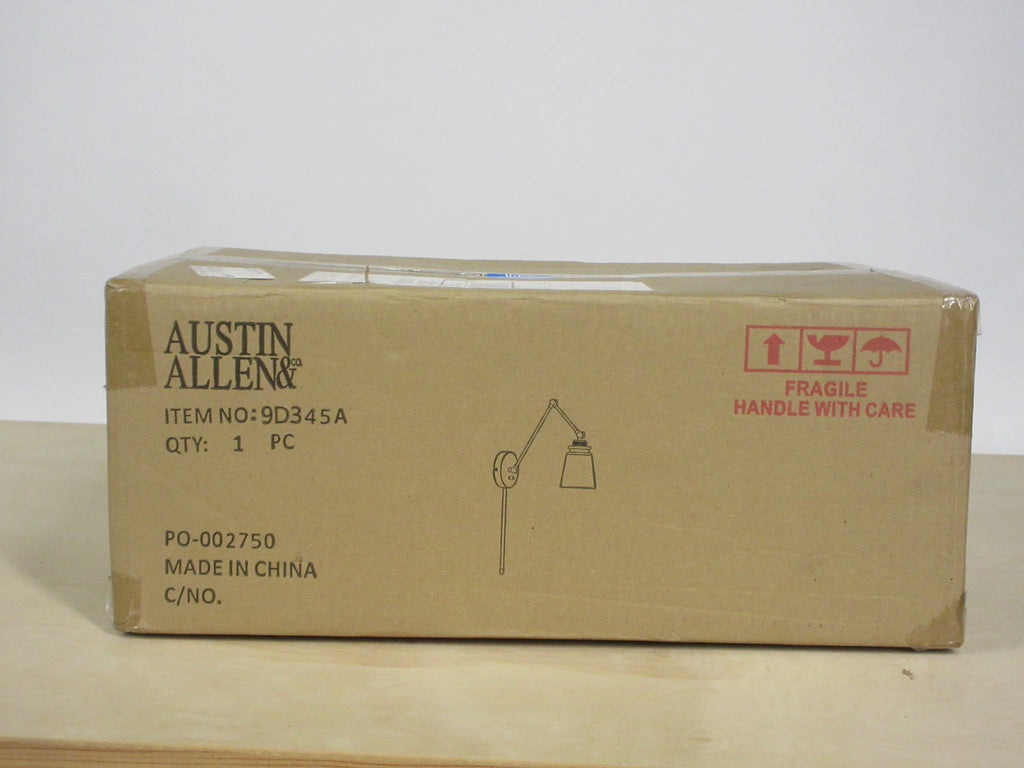 AUSTIN
ALLEN & CO.
ITEM NO: 9D345A
QTY: 1 PC
PO-002750
MADE IN CHINA
C/NO.
FRAGILE
HANDLE WITH CARE